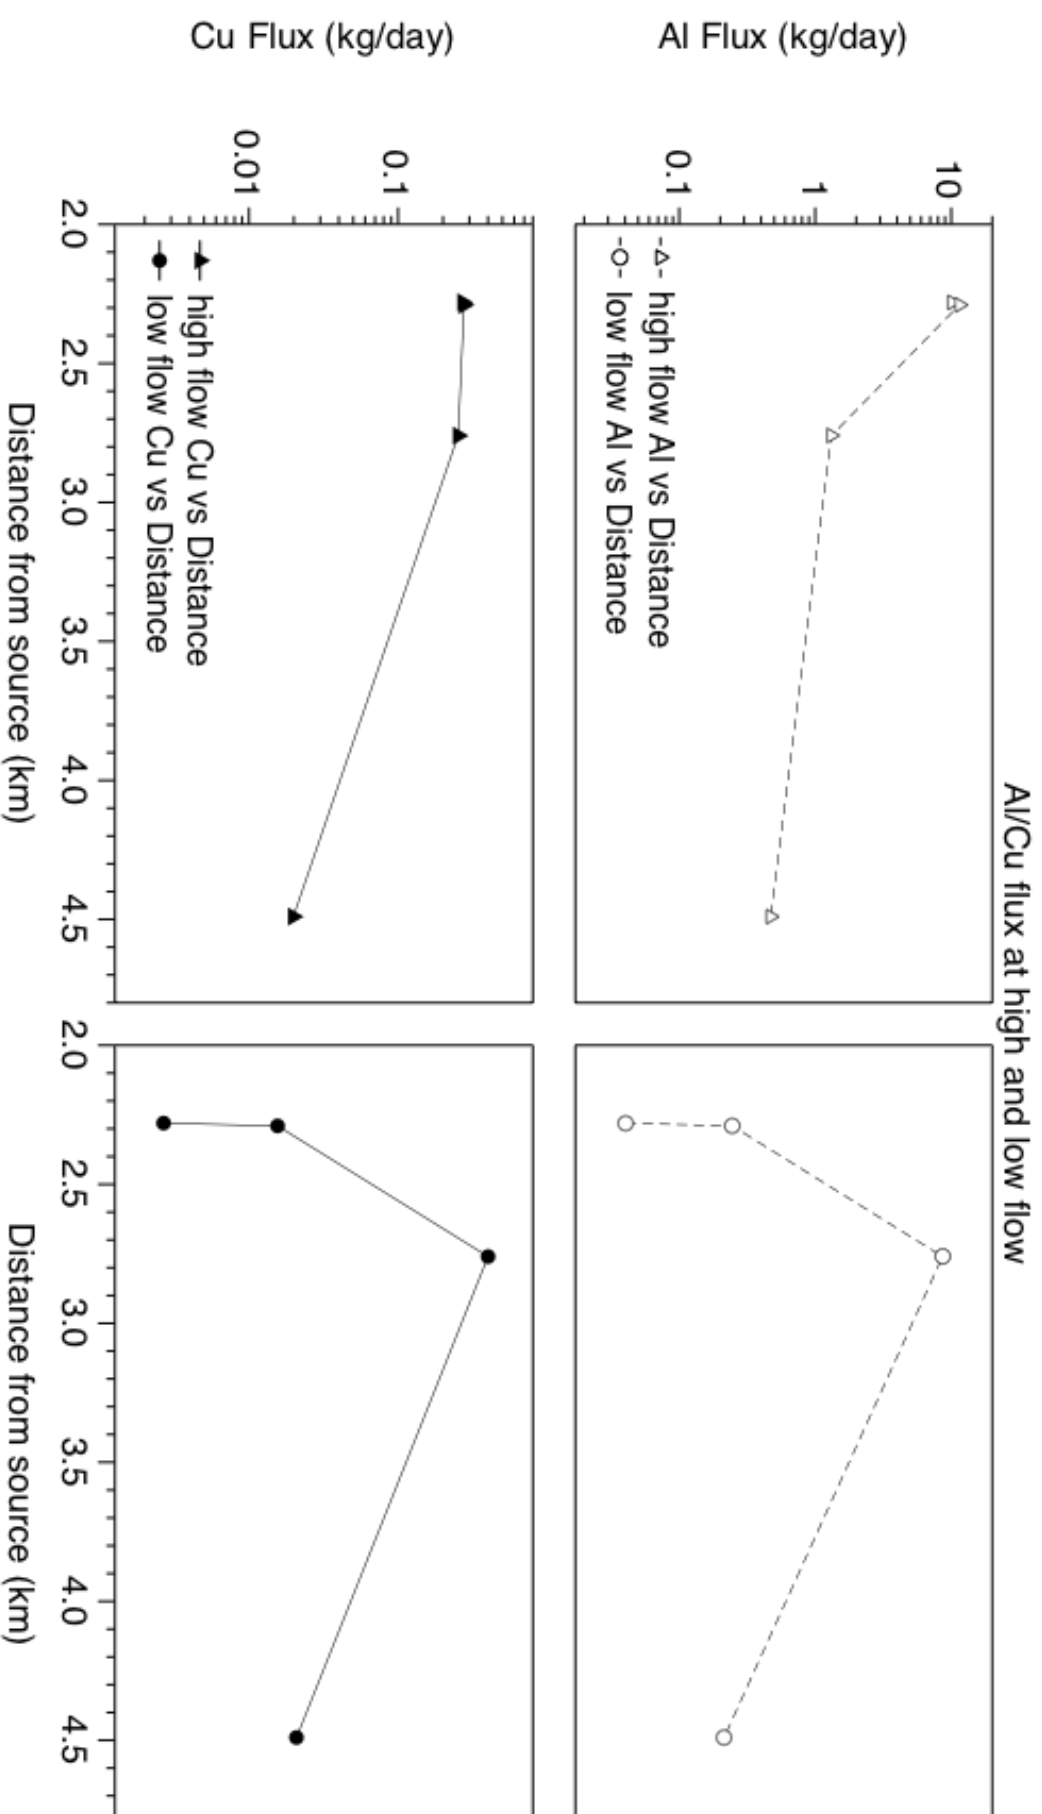 Al/Cu flux at high and low flow
Al Flux (kg/day)
10
1
0.1
-△- high flow Al vs Distance
-○- low flow Al vs Distance
Cu Flux (kg/day)
0.1
0.01
high flow Cu vs Distance
low flow Cu vs Distance
2.0 2.5 3.0 3.5 4.0 4.5
2.0 2.5 3.0 3.5 4.0 4.5
Distance from source (km)
Distance from source (km)